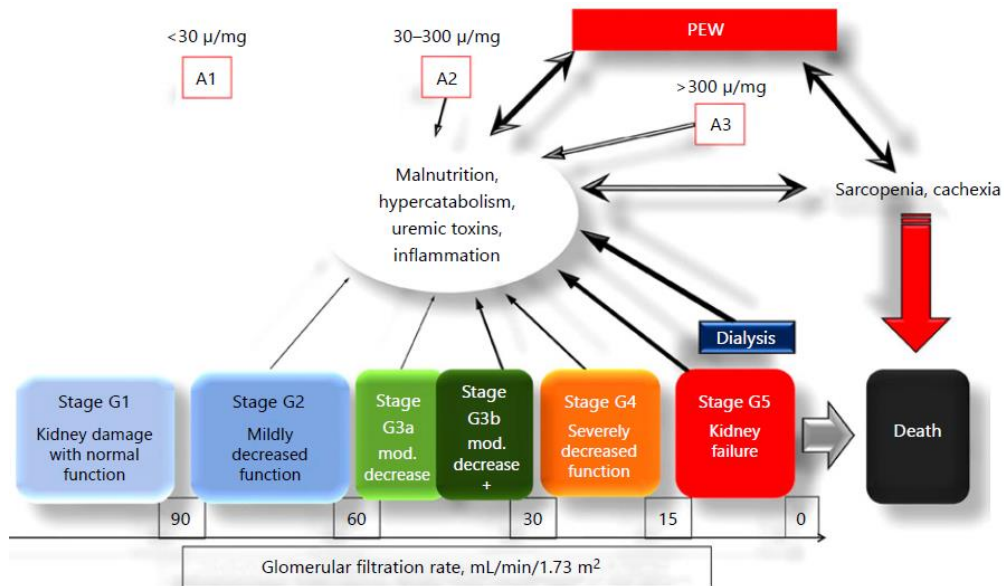 PEW
<30 µ/mg
A1
30–300 µ/mg
A2
>300 µ/mg
A3
Malnutrition,
hypercatabolism,
uremic toxins,
inflammation
Sarcopenia, cachexia
Dialysis
Stage G1
Kidney damage
with normal
function
Stage G2
Mildly
decreased
function
Stage
G3a
mod.
decrease
Stage
G3b
mod.
decrease
+
Stage G4
Severely
decreased
function
Stage G5
Kidney
failure
Death
90
60
30
15
0
Glomerular filtration rate, mL/min/1.73 m²